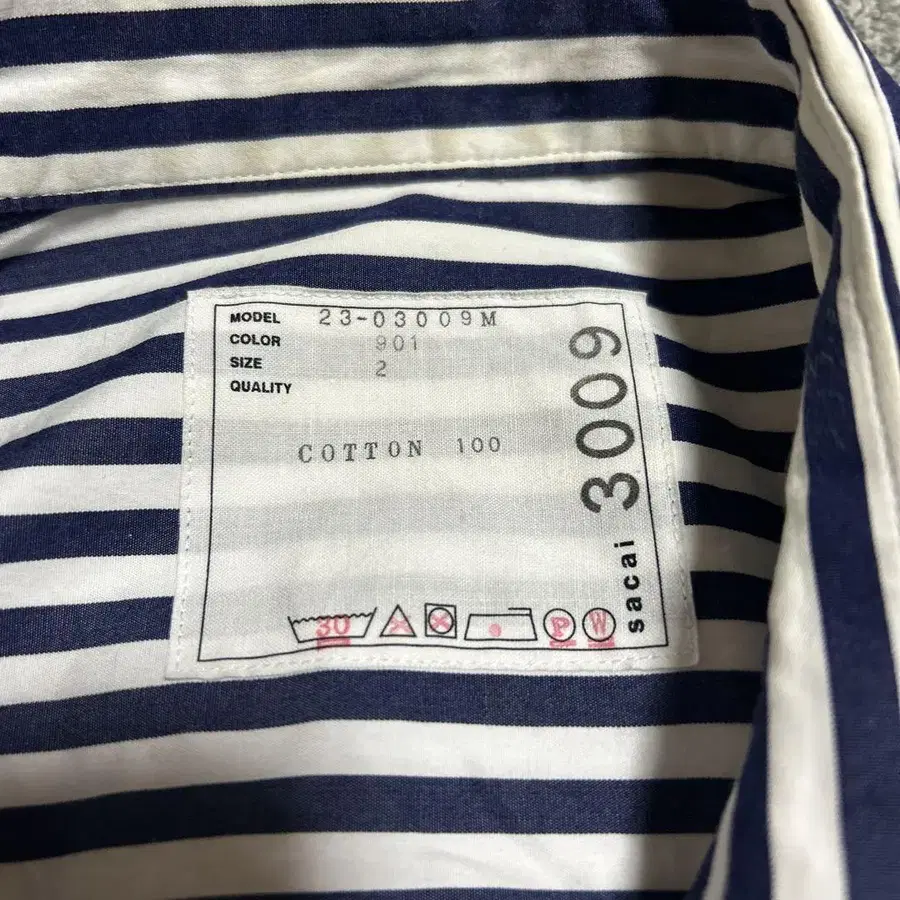 MODEL 23-03009M
COLOR 901
SIZE 2
QUALITY
COTTON 100
sacai 3009
30
P W